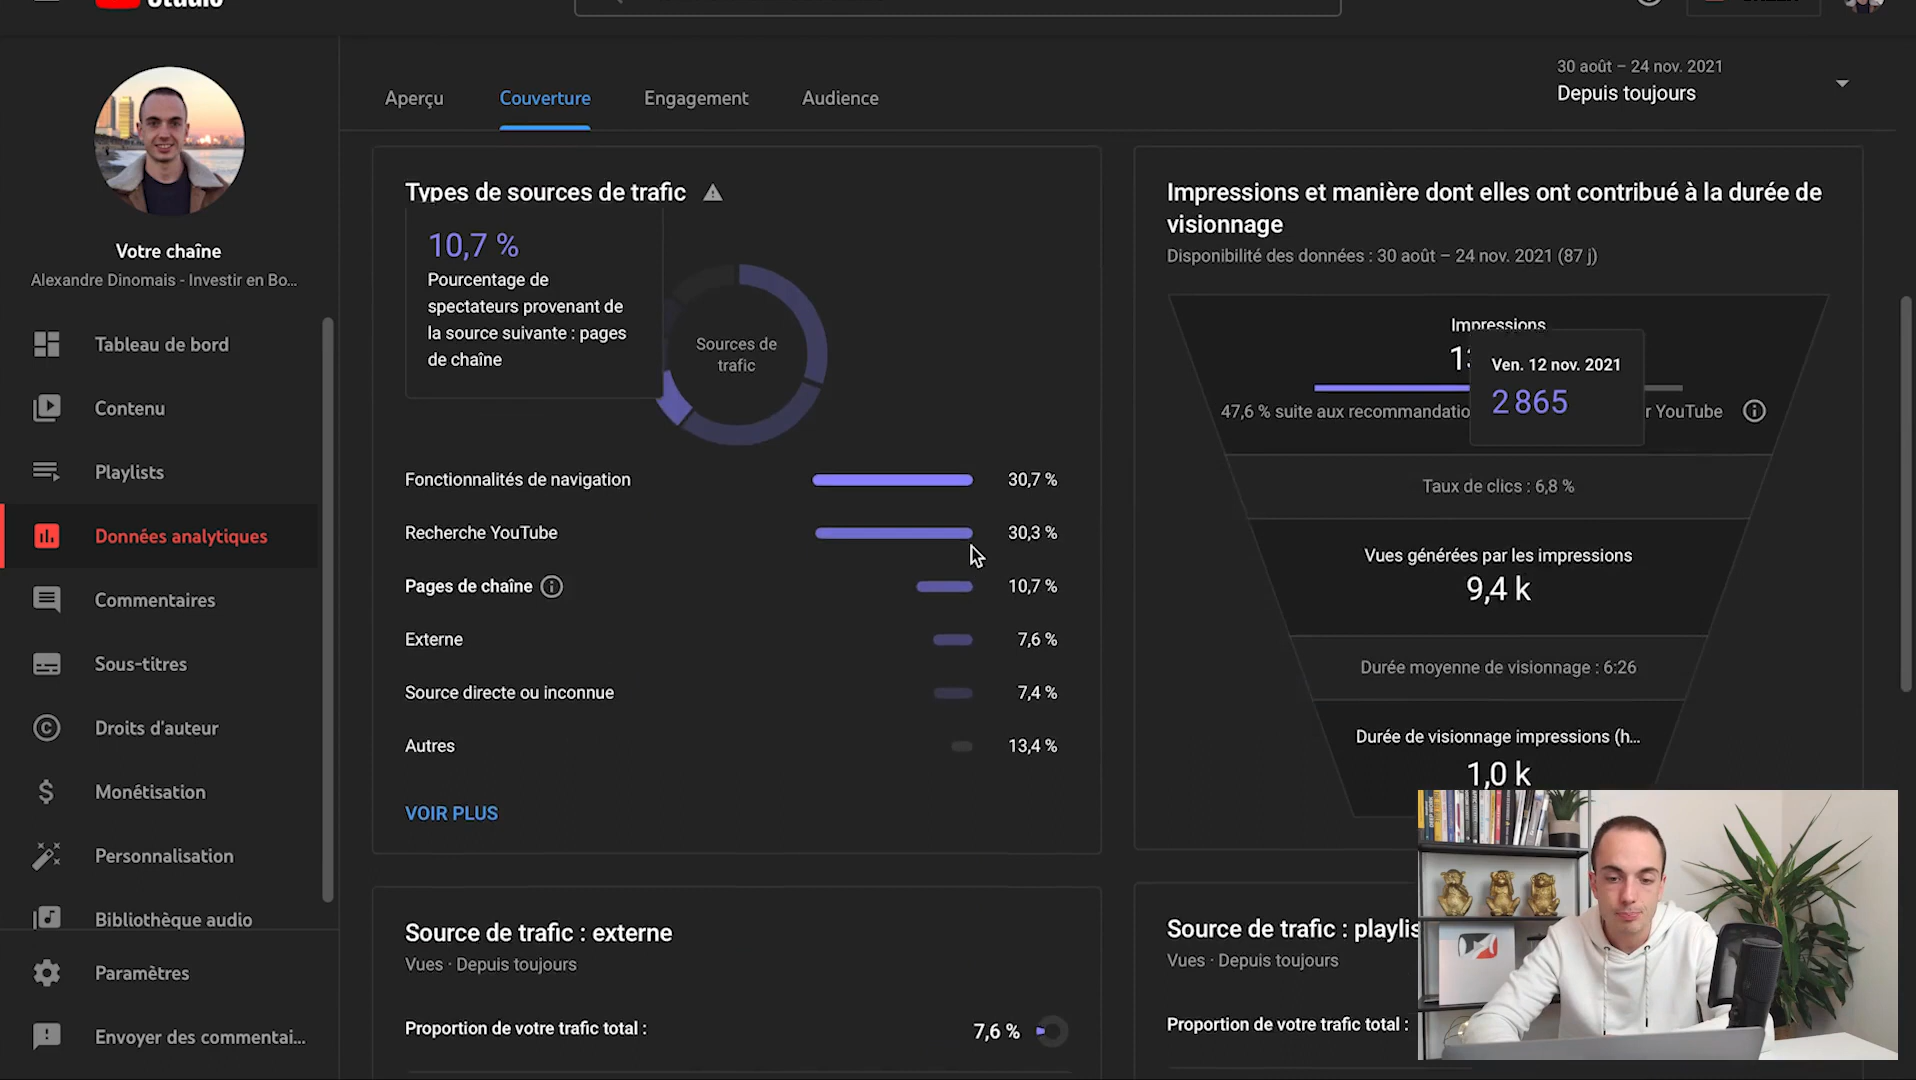 Studio
30 août – 24 nov. 2021
Depuis toujours
Aperçu
Couverture
Engagement
Audience
Votre chaîne
Alexandre Dinomais - Investir en Bo...
Tableau de bord
Contenu
Playlists
Données analytiques
Commentaires
Sous-titres
Droits d'auteur
Monétisation
Personnalisation
Bibliothèque audio
Paramètres
Envoyer des commentai...
Types de sources de trafic
10,7 %
Pourcentage de
spectateurs provenant de
la source suivante : pages
de chaîne
Sources de
trafic
Fonctionnalités de navigation 30,7 %
Recherche YouTube 30,3 %
Pages de chaîne 10,7 %
Externe 7,6 %
Source directe ou inconnue 7,4 %
Autres 13,4 %
VOIR PLUS
Impressions et manière dont elles ont contribué à la durée de
visionnage
Disponibilité des données : 30 août – 24 nov. 2021 (87 j)
Impressions
Ven. 12 nov. 2021
2 865
47,6 % suite aux recommandatio r YouTube
Taux de clics : 6,8 %
Vues générées par les impressions
9,4 k
Durée moyenne de visionnage : 6:26
Durée de visionnage impressions (h...
1,0 k
Source de trafic : externe
Vues · Depuis toujours
Proportion de votre trafic total : 7,6 %
Source de trafic : playlis
Vues · Depuis toujours
Proportion de votre trafic total :